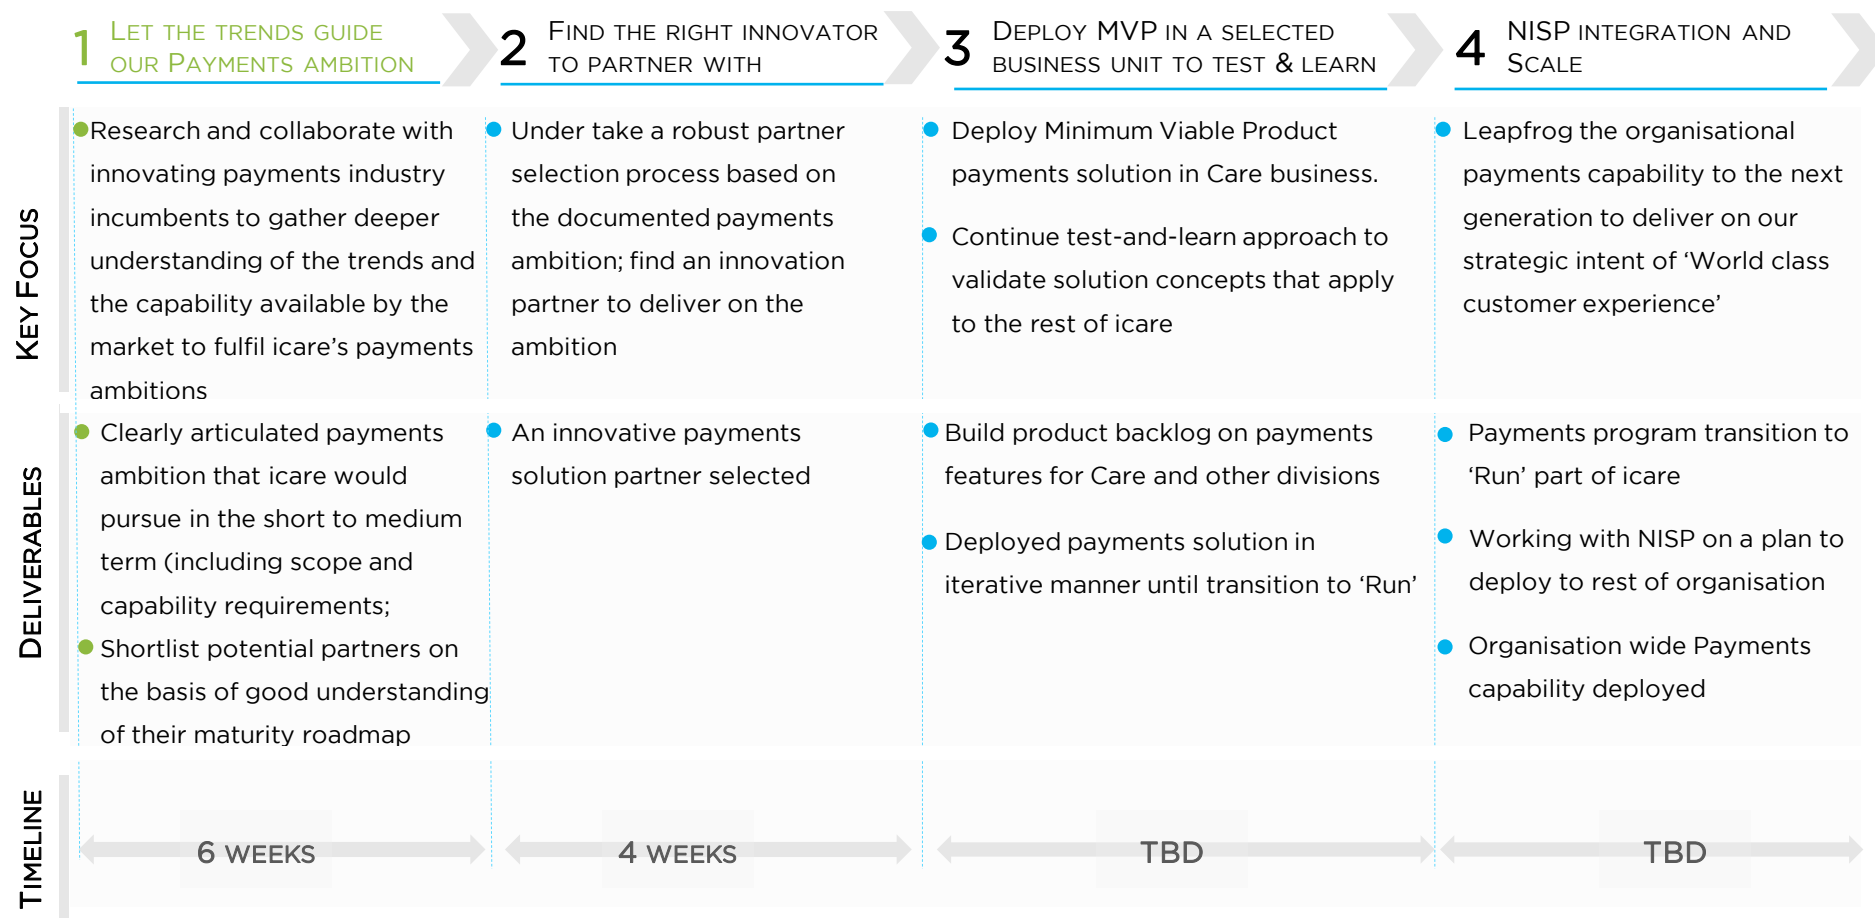 1 LET THE TRENDS GUIDE
OUR PAYMENTS AMBITION
2 FIND THE RIGHT INNOVATOR
TO PARTNER WITH
3 DEPLOY MVP IN A SELECTED
BUSINESS UNIT TO TEST & LEARN
4 NISP INTEGRATION AND
SCALE
KEY FOCUS
Research and collaborate with
innovating payments industry
incumbents to gather deeper
understanding of the trends and
the capability available by the
market to fulfil icare’s payments
ambitions
Under take a robust partner
selection process based on
the documented payments
ambition; find an innovation
partner to deliver on the
ambition
Deploy Minimum Viable Product
payments solution in Care business.
Continue test-and-learn approach to
validate solution concepts that apply
to the rest of icare
Leapfrog the organisational
payments capability to the next
generation to deliver on our
strategic intent of ‘World class
customer experience’
DELIVERABLES
Clearly articulated payments
ambition that icare would
pursue in the short to medium
term (including scope and
capability requirements;
Shortlist potential partners on
the basis of good understanding
of their maturity roadmap
An innovative payments
solution partner selected
Build product backlog on payments
features for Care and other divisions
Deployed payments solution in
iterative manner until transition to ‘Run’
Payments program transition to
‘Run’ part of icare
Working with NISP on a plan to
deploy to rest of organisation
Organisation wide Payments
capability deployed
TIMELINE
6 WEEKS
4 WEEKS
TBD
TBD